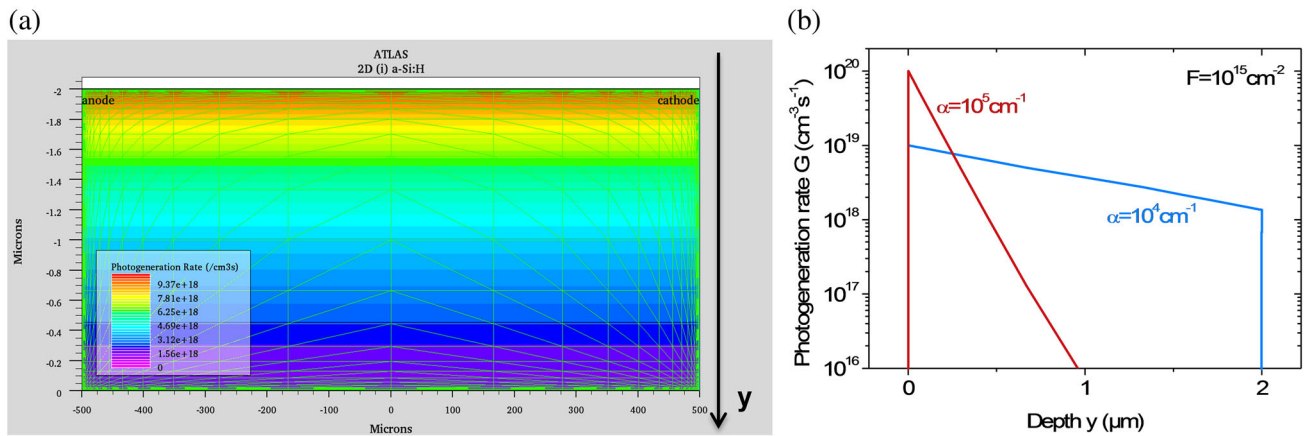 (a)
ATLAS
2D (i) a-Si:H
anode
cathode
-2
-1.8
-1.6
-1.4
-1.2
-1
-0.8
-0.6
-0.4
-0.2
0
Microns
Photogeneration Rate (/cm3s)
9.37e+18
7.81e+18
6.25e+18
4.69e+18
3.12e+18
1.56e+18
0
-500 -400 -300 -200 -100 0 100 200 300 400 500
Microns
y
(b)
Photogeneration rate G (cm⁻³s⁻¹)
10²⁰
10¹⁹
10¹⁸
10¹⁷
10¹⁶
F=10¹⁵cm⁻²
α=10⁵cm⁻¹
α=10⁴cm⁻¹
0 1 2
Depth y (µm)